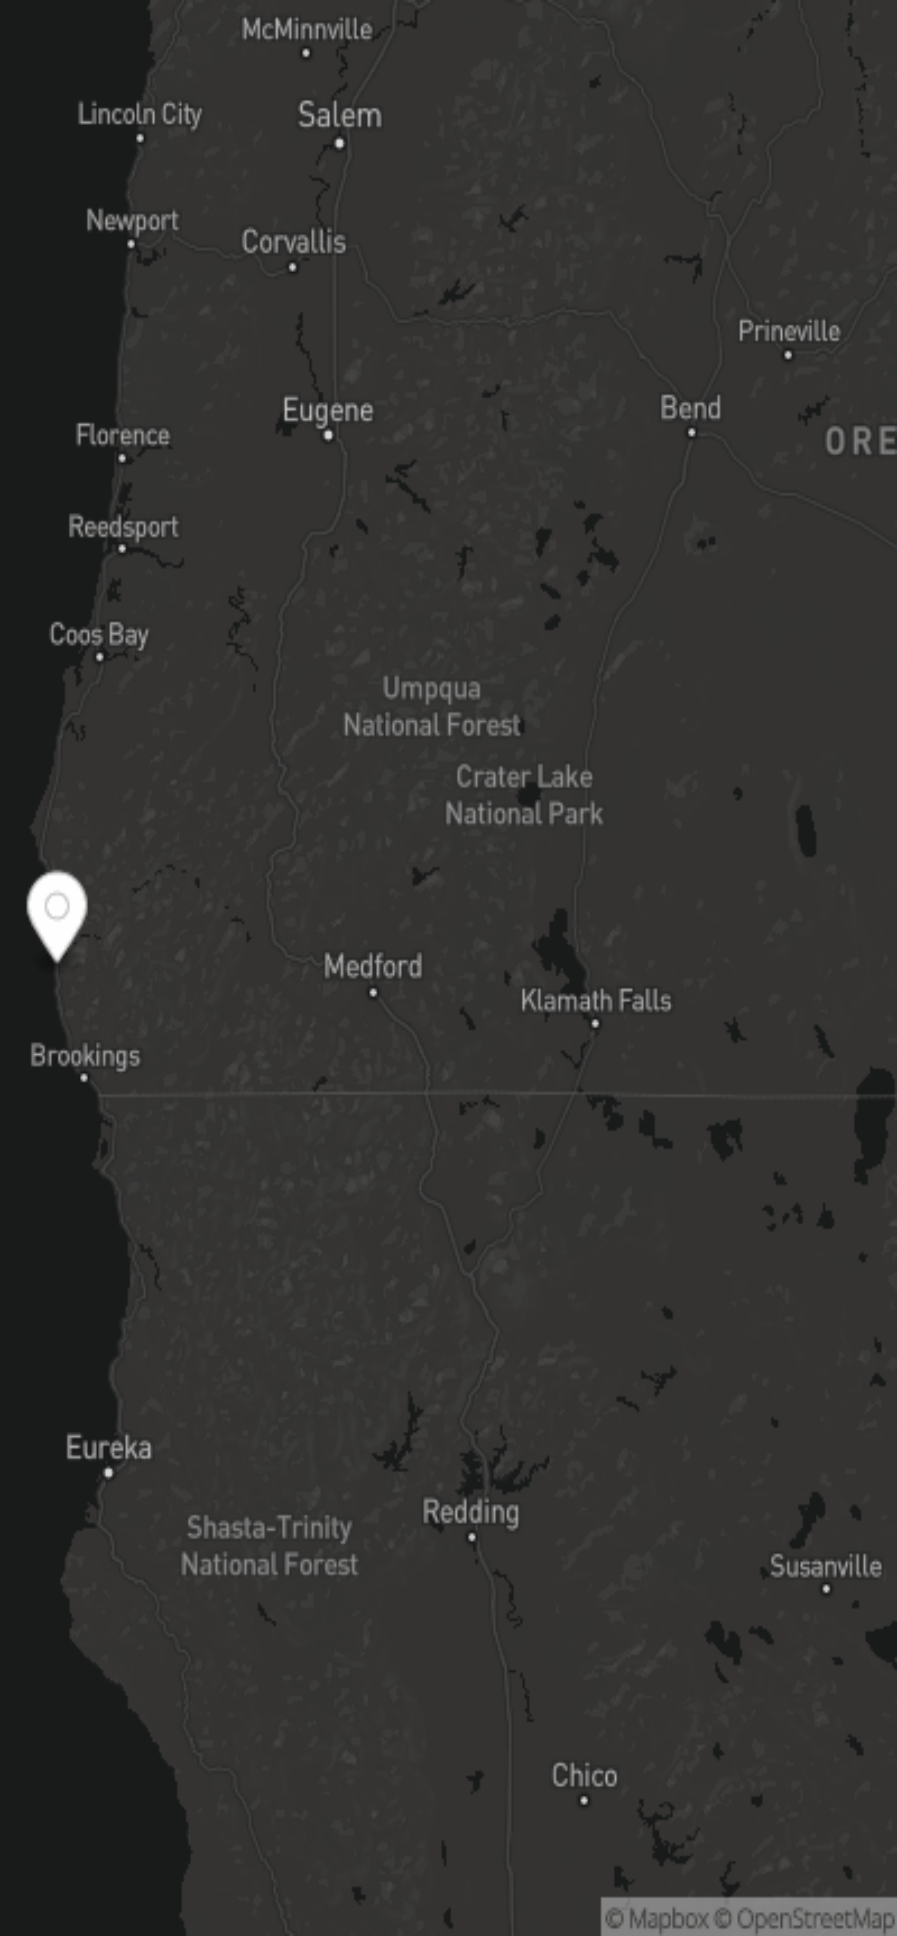 McMinnville
Lincoln City
Salem
Newport
Corvallis
Prineville
Eugene
Bend
Florence
ORE
Reedsport
Coos Bay
Umpqua
National Forest
Crater Lake
National Park
Medford
Klamath Falls
Brookings
Eureka
Redding
Shasta-Trinity
National Forest
Susanville
Chico
© Mapbox © OpenStreetMap